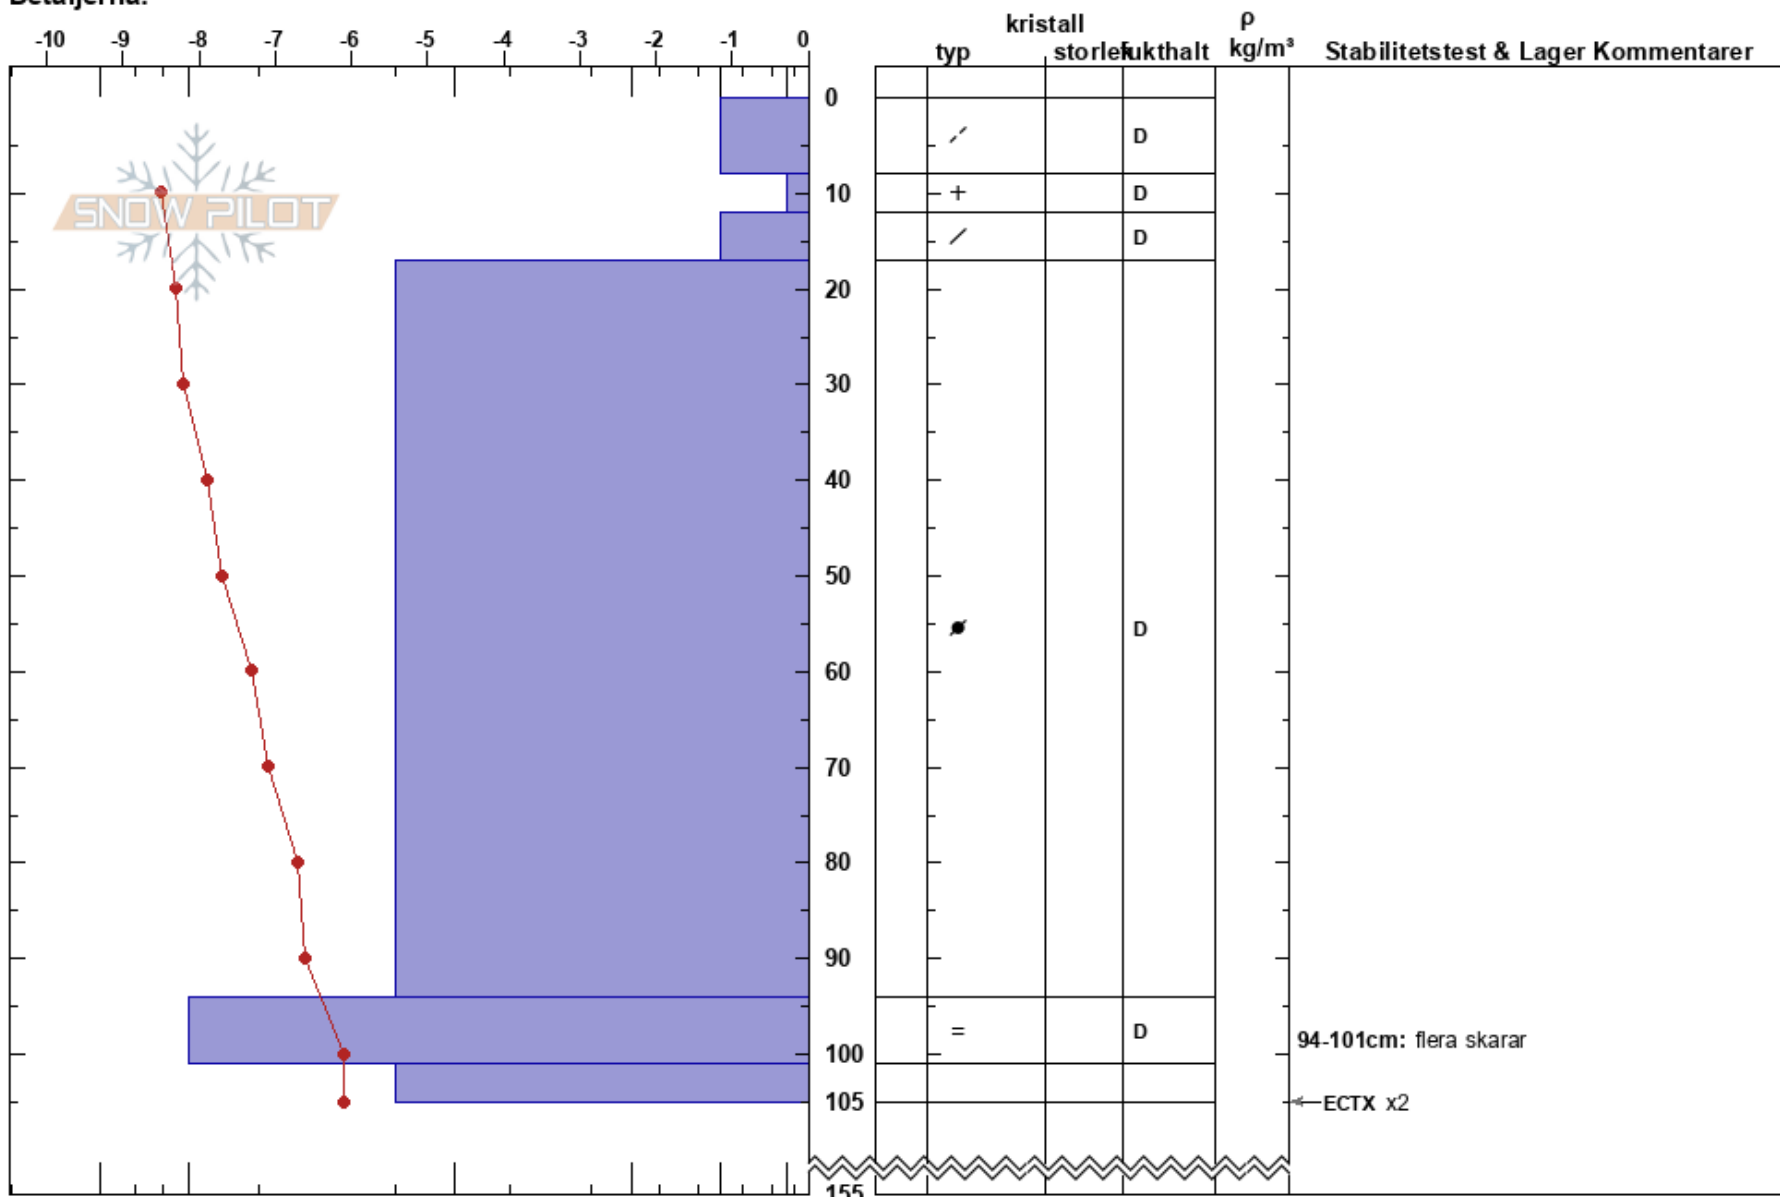 Detaljerna:
kristall ρ
-10 -9 -8 -7 -6 -5 -4 -3 -2 -1 0 typ storlek fukthalt kg/m³ Stabilitetstest & Lager Kommentarer
0
D
SNOW PILOT
10 + D
/ D
20
30
40
50
D
60
70
80
90
= D
94-101cm: flera skarar
100
105 ECTX x2
155